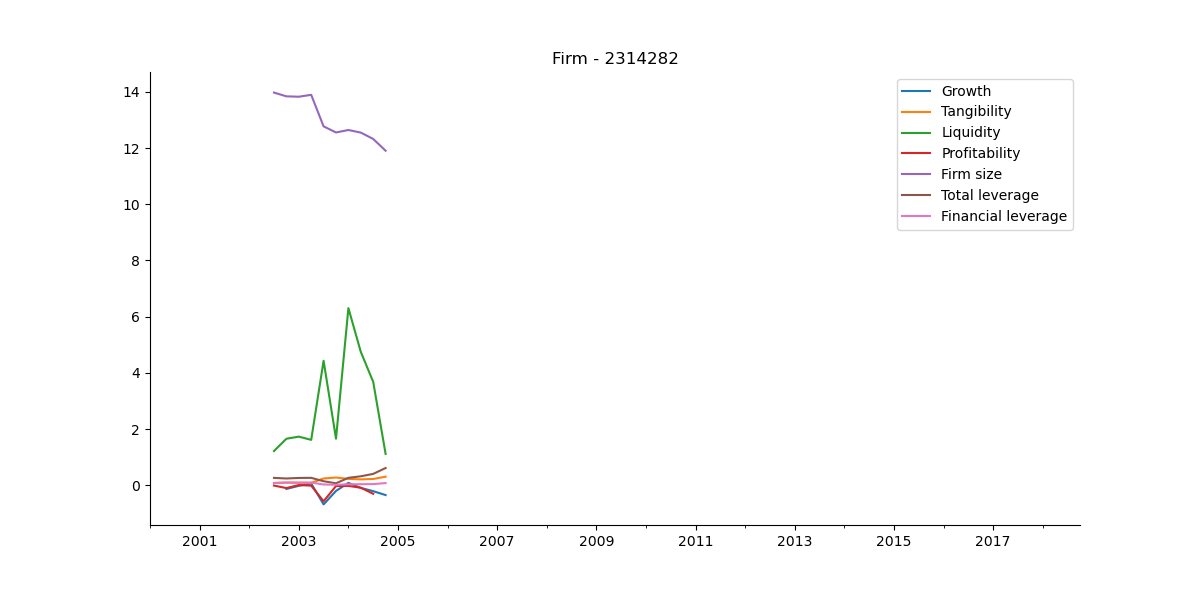 Firm - 2314282
14
12
10
8
6
4
2
0
2001 2003 2005 2007 2009 2011 2013 2015 2017
Growth
Tangibility
Liquidity
Profitability
Firm size
Total leverage
Financial leverage